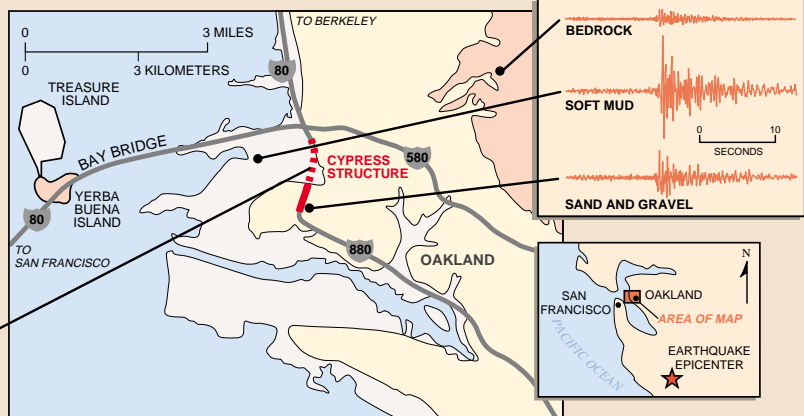 TO BERKELEY
0 3 MILES
0 3 KILOMETERS
80
TREASURE
ISLAND
BAY BRIDGE
YERBA
BUENA
ISLAND
80
TO
SAN FRANCISCO
CYPRESS
STRUCTURE
580
880
OAKLAND
BEDROCK
SOFT MUD
0 10
SECONDS
SAND AND GRAVEL
N
SAN
FRANCISCO
OAKLAND
AREA OF MAP
PACIFIC OCEAN
EARTHQUAKE
EPICENTER